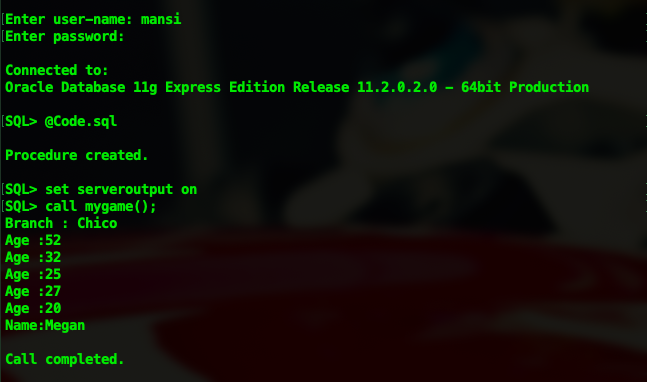 Enter user-name: mansi
Enter password:
Connected to:
Oracle Database 11g Express Edition Release 11.2.0.2.0 - 64bit Production
SQL> @Code.sql
Procedure created.
SQL> set serveroutput on
SQL> call mygame();
Branch : Chico
Age :52
Age :32
Age :25
Age :27
Age :20
Name:Megan
Call completed.